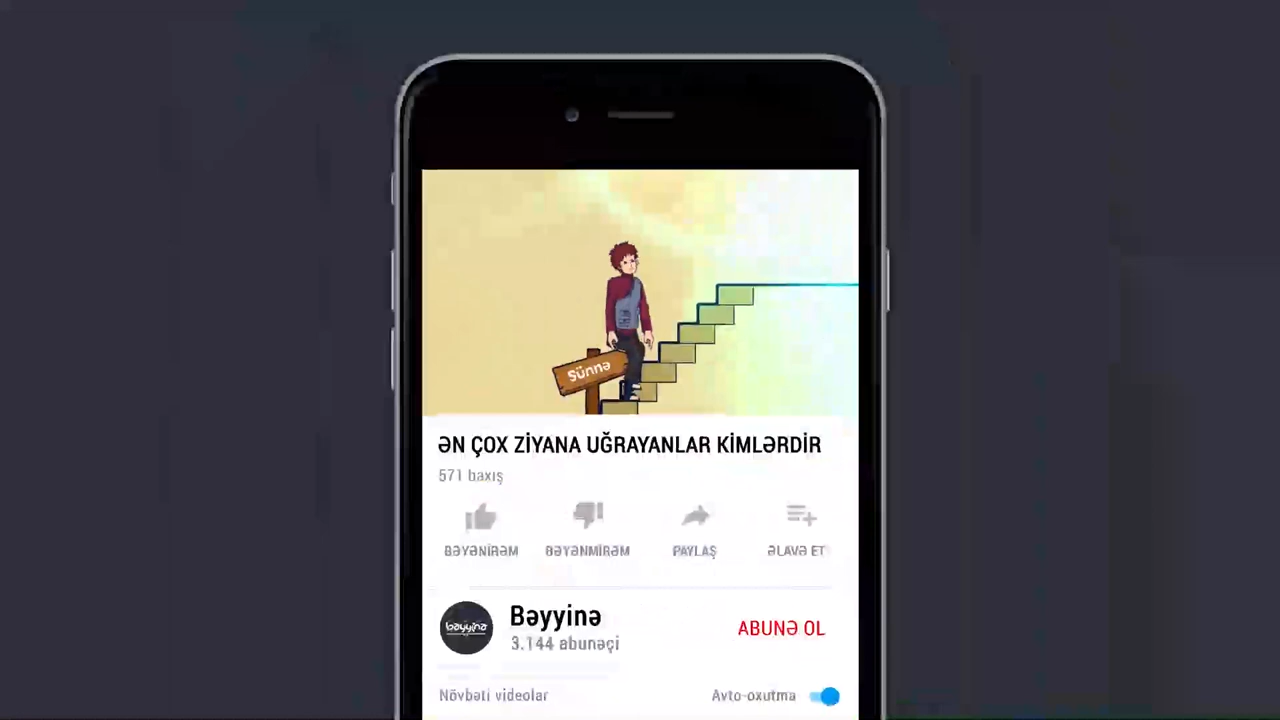 Sünnə
ƏN ÇOX ZİYANA UĞRAYANLAR KİMLƏRDİR
571 baxış
BƏYƏNİRƏM BƏYƏNMİRƏM PAYLAŞ ƏLAVƏ ET
bəyyinə
Bəyyinə
3.144 abunəçi
ABUNƏ OL
Növbəti videolar
Avto-oxutma